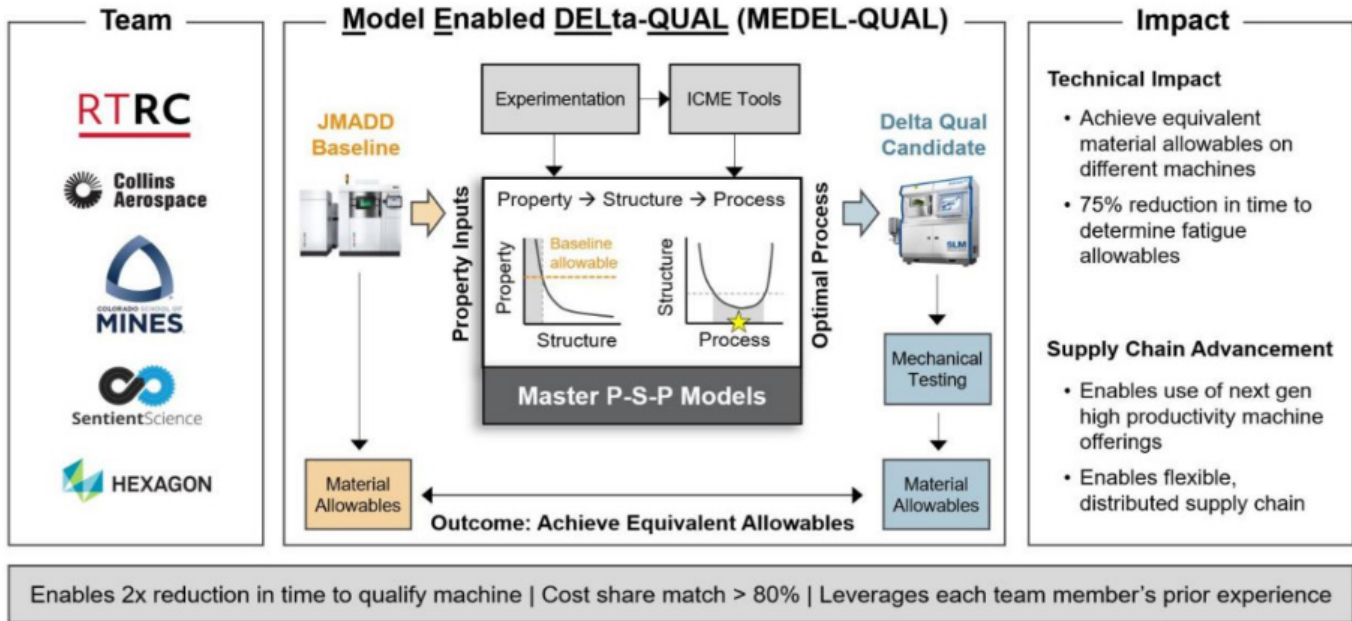 Team
RTRC
Collins
Aerospace
COLORADO SCHOOL OF
MINES
SentientScience
HEXAGON
Model Enabled DELta-QUAL (MEDEL-QUAL)
Experimentation
ICME Tools
JMADD
Baseline
Delta Qual
Candidate
Property Inputs
Property → Structure → Process
Baseline
allowable
Property
Structure
Structure
Process
Master P-S-P Models
Optimal Process
SLM
Mechanical
Testing
Material
Allowables
Material
Allowables
Outcome: Achieve Equivalent Allowables
Impact
Technical Impact
• Achieve equivalent
material allowables on
different machines
• 75% reduction in time to
determine fatigue
allowables
Supply Chain Advancement
• Enables use of next gen
high productivity machine
offerings
• Enables flexible,
distributed supply chain
Enables 2x reduction in time to qualify machine | Cost share match > 80% | Leverages each team member's prior experience